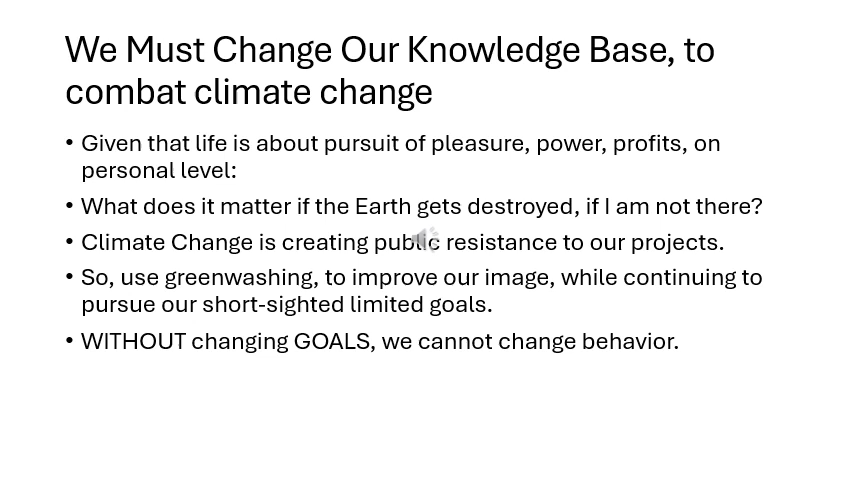 We Must Change Our Knowledge Base, to
combat climate change
• Given that life is about pursuit of pleasure, power, profits, on
personal level:
• What does it matter if the Earth gets destroyed, if I am not there?
• Climate Change is creating public resistance to our projects.
• So, use greenwashing, to improve our image, while continuing to
pursue our short-sighted limited goals.
• WITHOUT changing GOALS, we cannot change behavior.